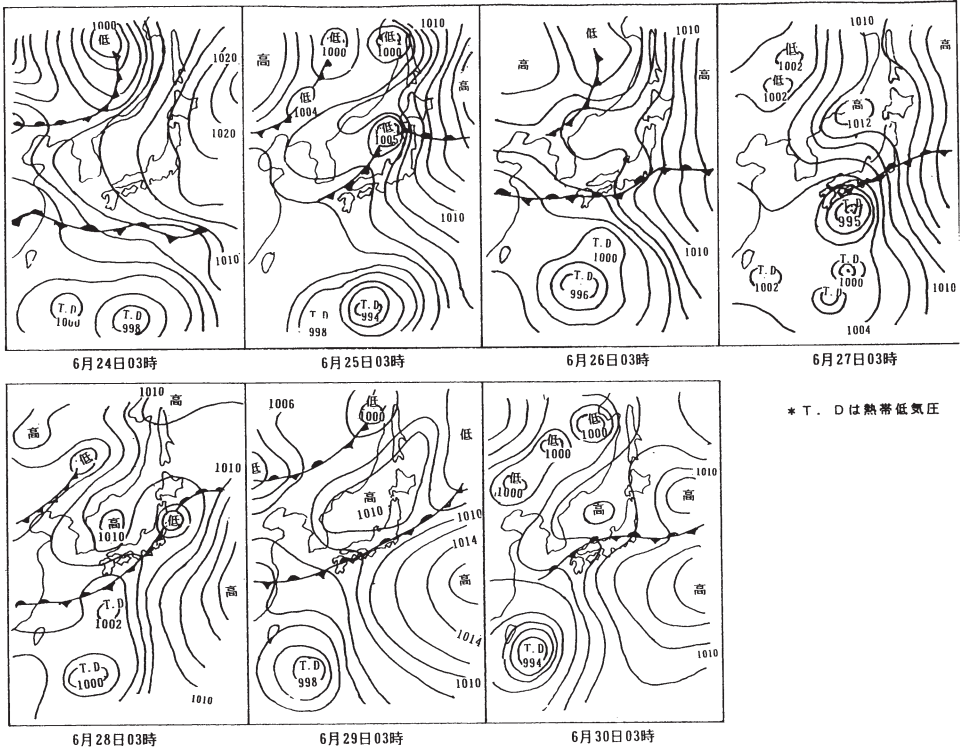 1000
低
1020
1020
1010
T.D
1000
T.D
998
6月24日03時
1010
低
1000
低
1000
高
高
低
1004
低
1005
1010
T.D
998
T.D
994
6月25日03時
低
1010
高
高
T.D
1000
T.D
996
1010
6月26日03時
1010
高
低
1002
低
1002
高
1012
T.D
995
T.D
1002
T.D
1000
T.D
1010
1004
6月27日03時
1010
高
高
低
1010
低
高
1010
高
T.D
1002
T.D
1000
1010
6月28日03時
1006
低
1000
低
低
高
1010
1010
1014
高
1014
T.D
998
1010
6月29日03時
低
1000
低
1000
低
1000
1010
高
高
T.D
994
1010
6月30日03時
*T.Dは熱帯低気圧